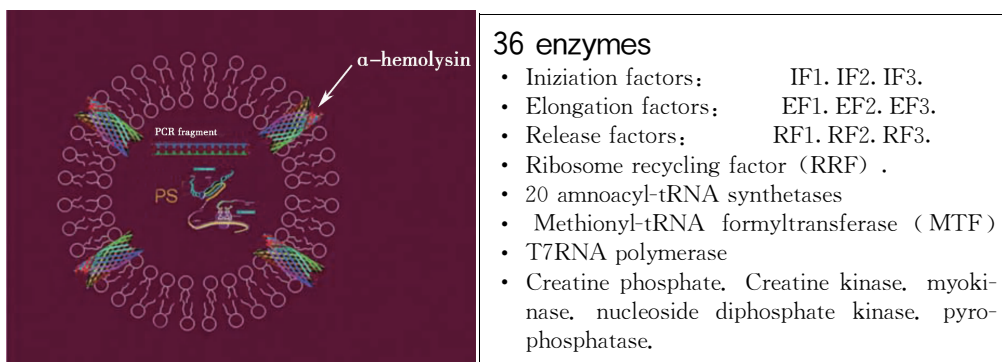 α-hemolysin
PCR fragment
PS
36 enzymes
• Iniziation factors: IF1. IF2. IF3.
• Elongation factors: EF1. EF2. EF3.
• Release factors: RF1. RF2. RF3.
• Ribosome recycling factor (RRF) .
• 20 amnoacyl-tRNA synthetases
• Methionyl-tRNA formyltransferase ( MTF)
• T7RNA polymerase
• Creatine phosphate. Creatine kinase. myoki-
nase. nucleoside diphosphate kinase. pyro-
phosphatase.